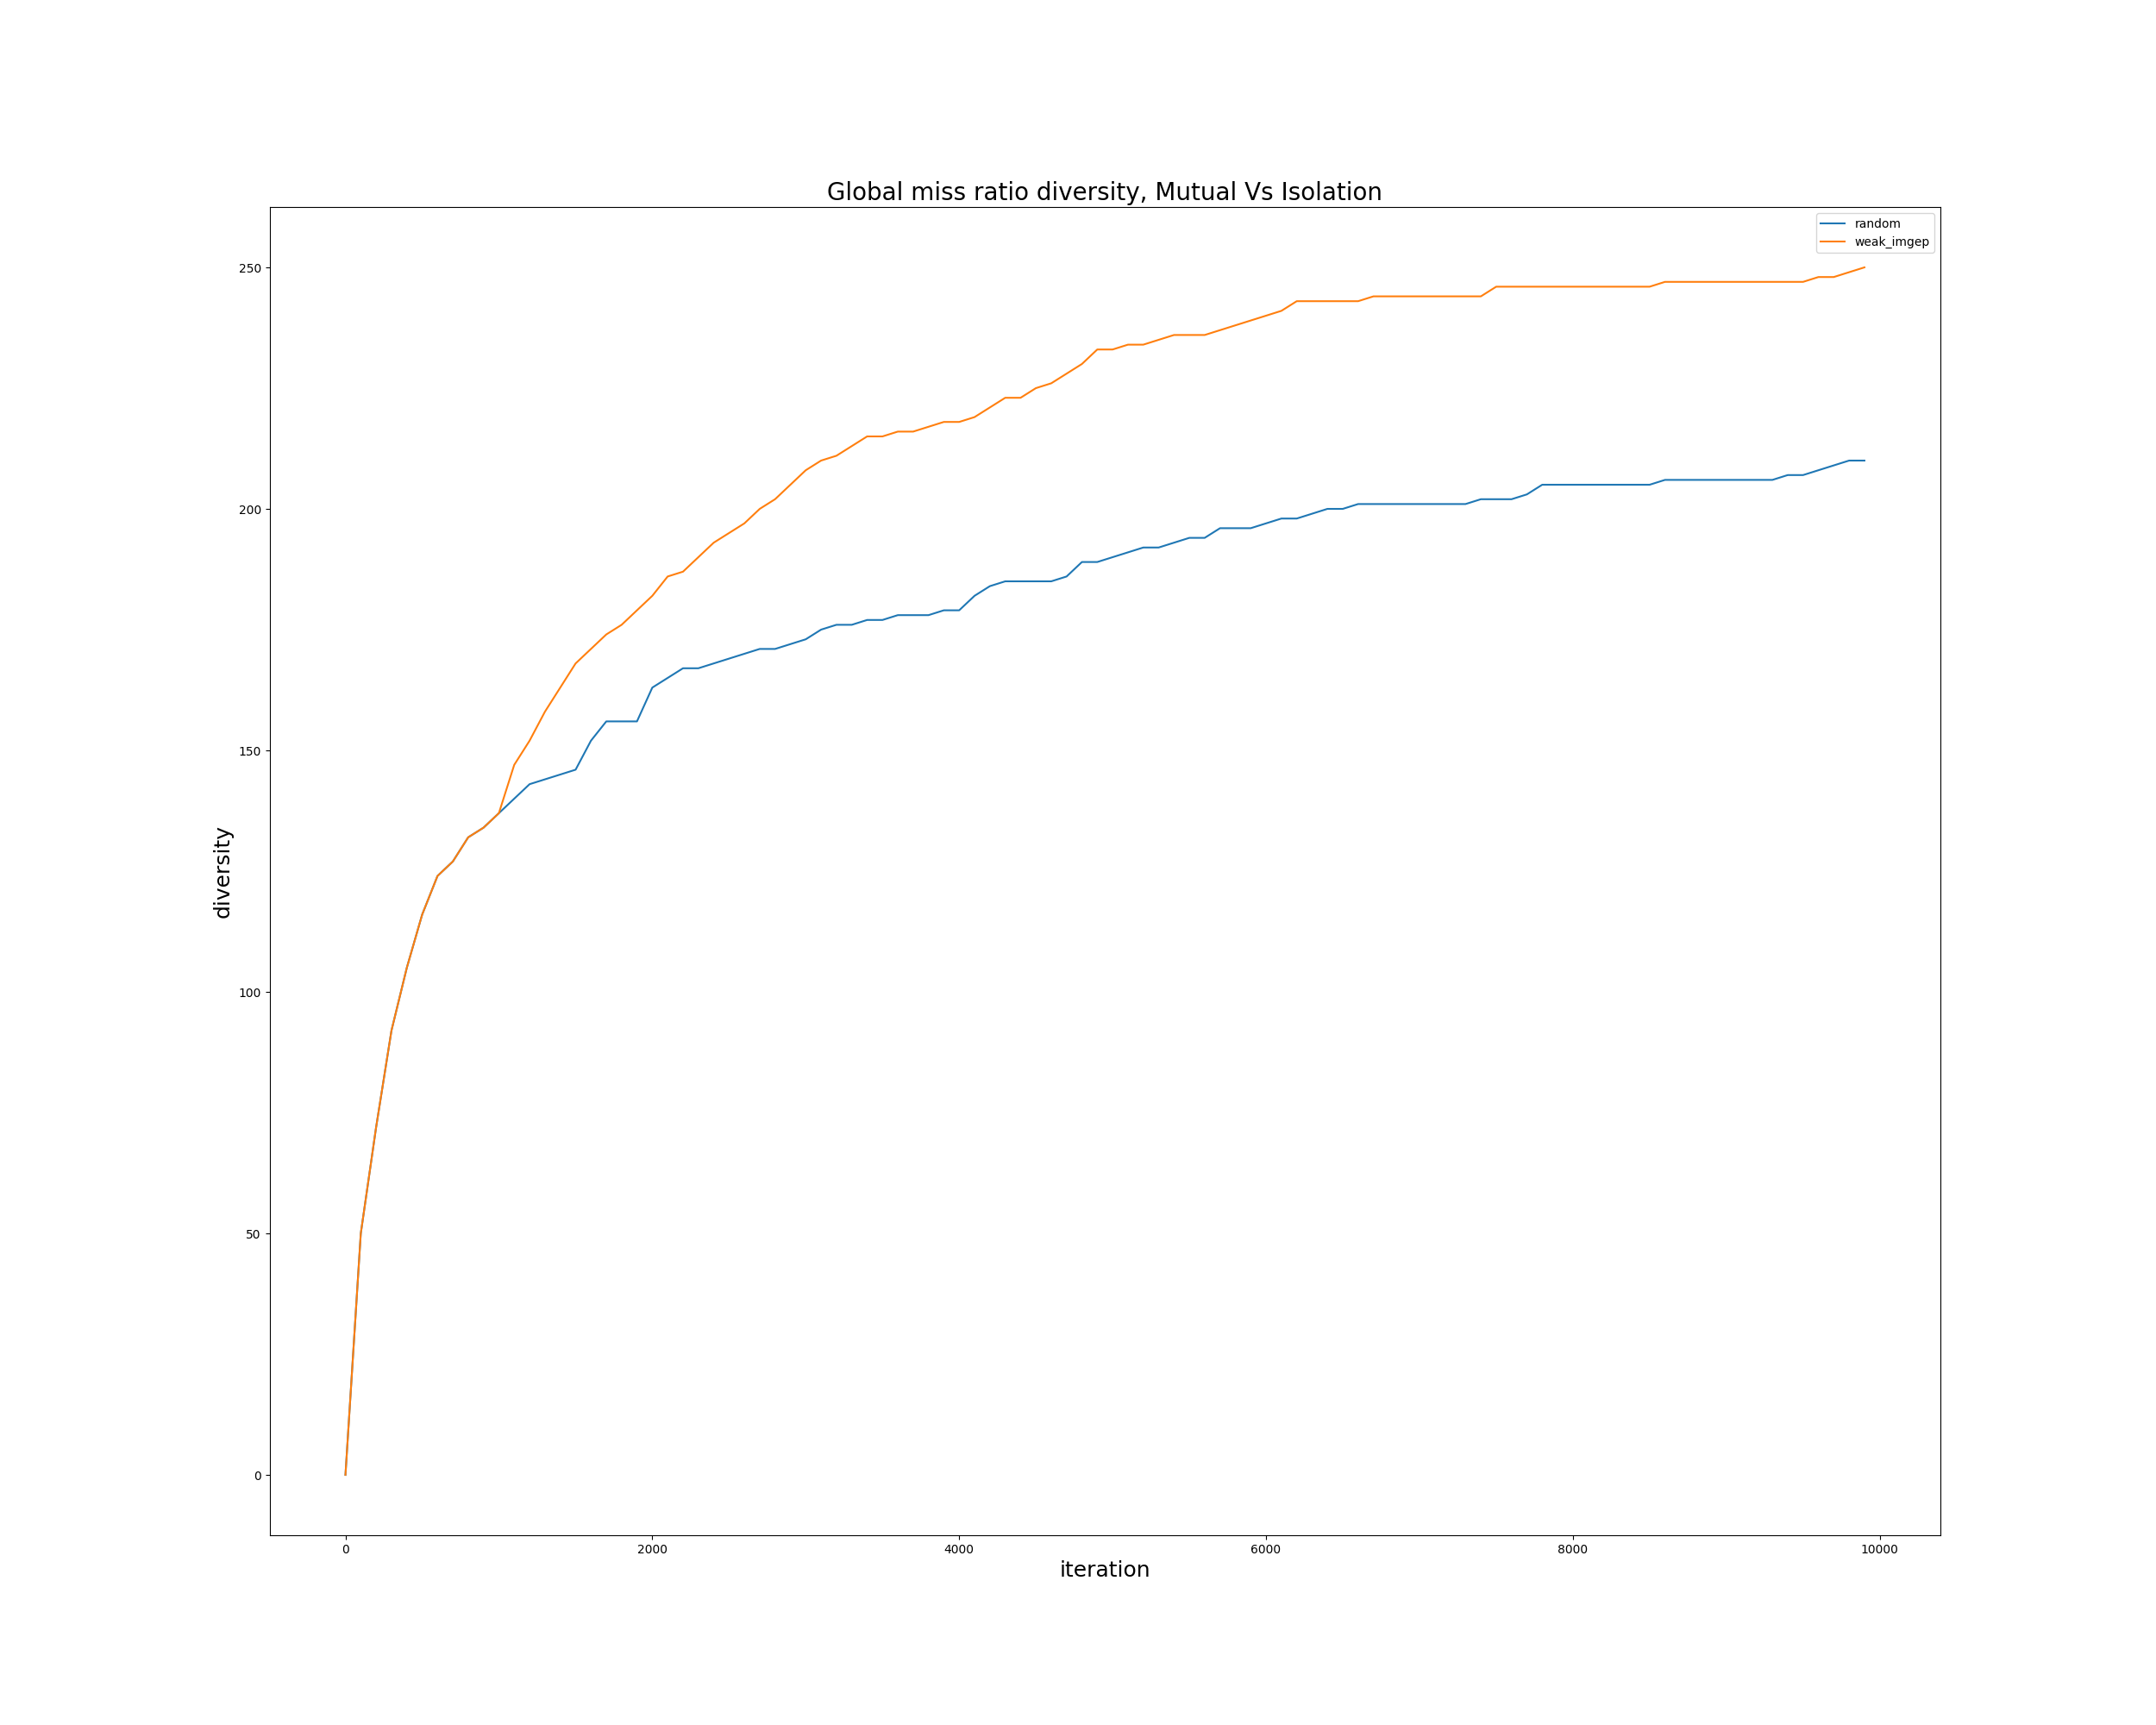 Global miss ratio diversity, Mutual Vs Isolation
random
weak_imgep
250
200
150
100
50
0
diversity
0 2000 4000 6000 8000 10000
iteration